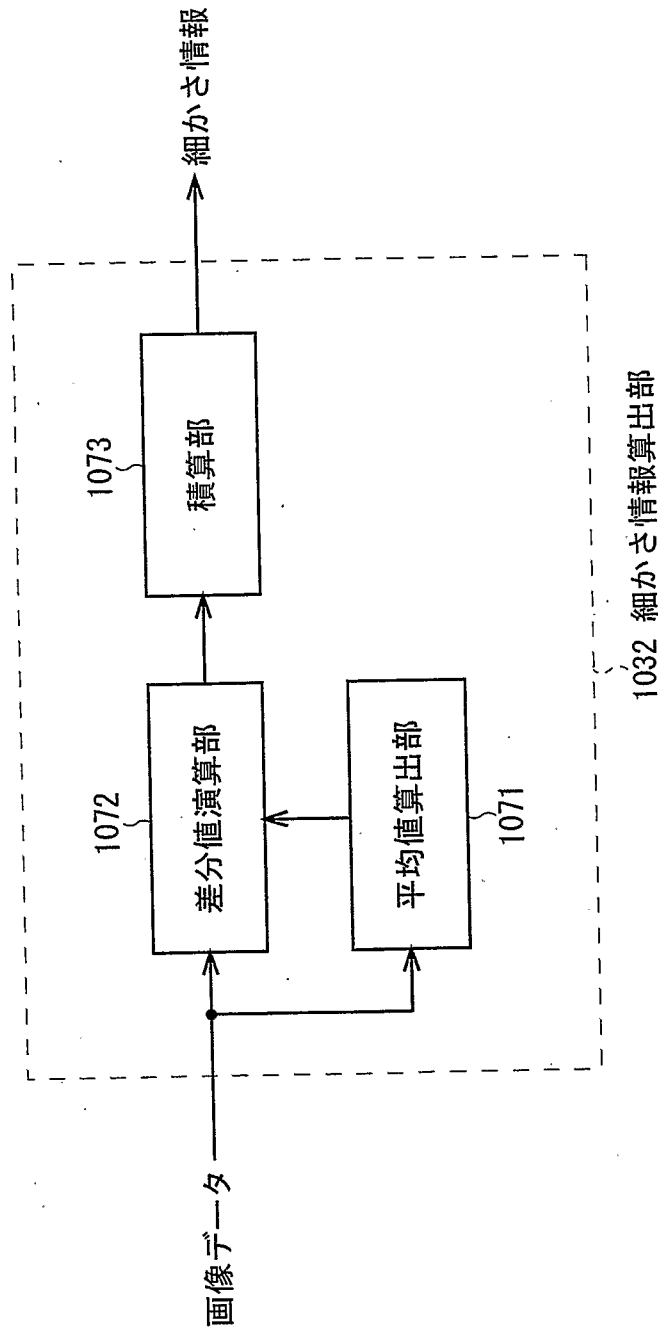 画像データ
1072
差分値演算部
1073
積算部
細かさ情報
平均値算出部
1071
1032 細かさ情報算出部